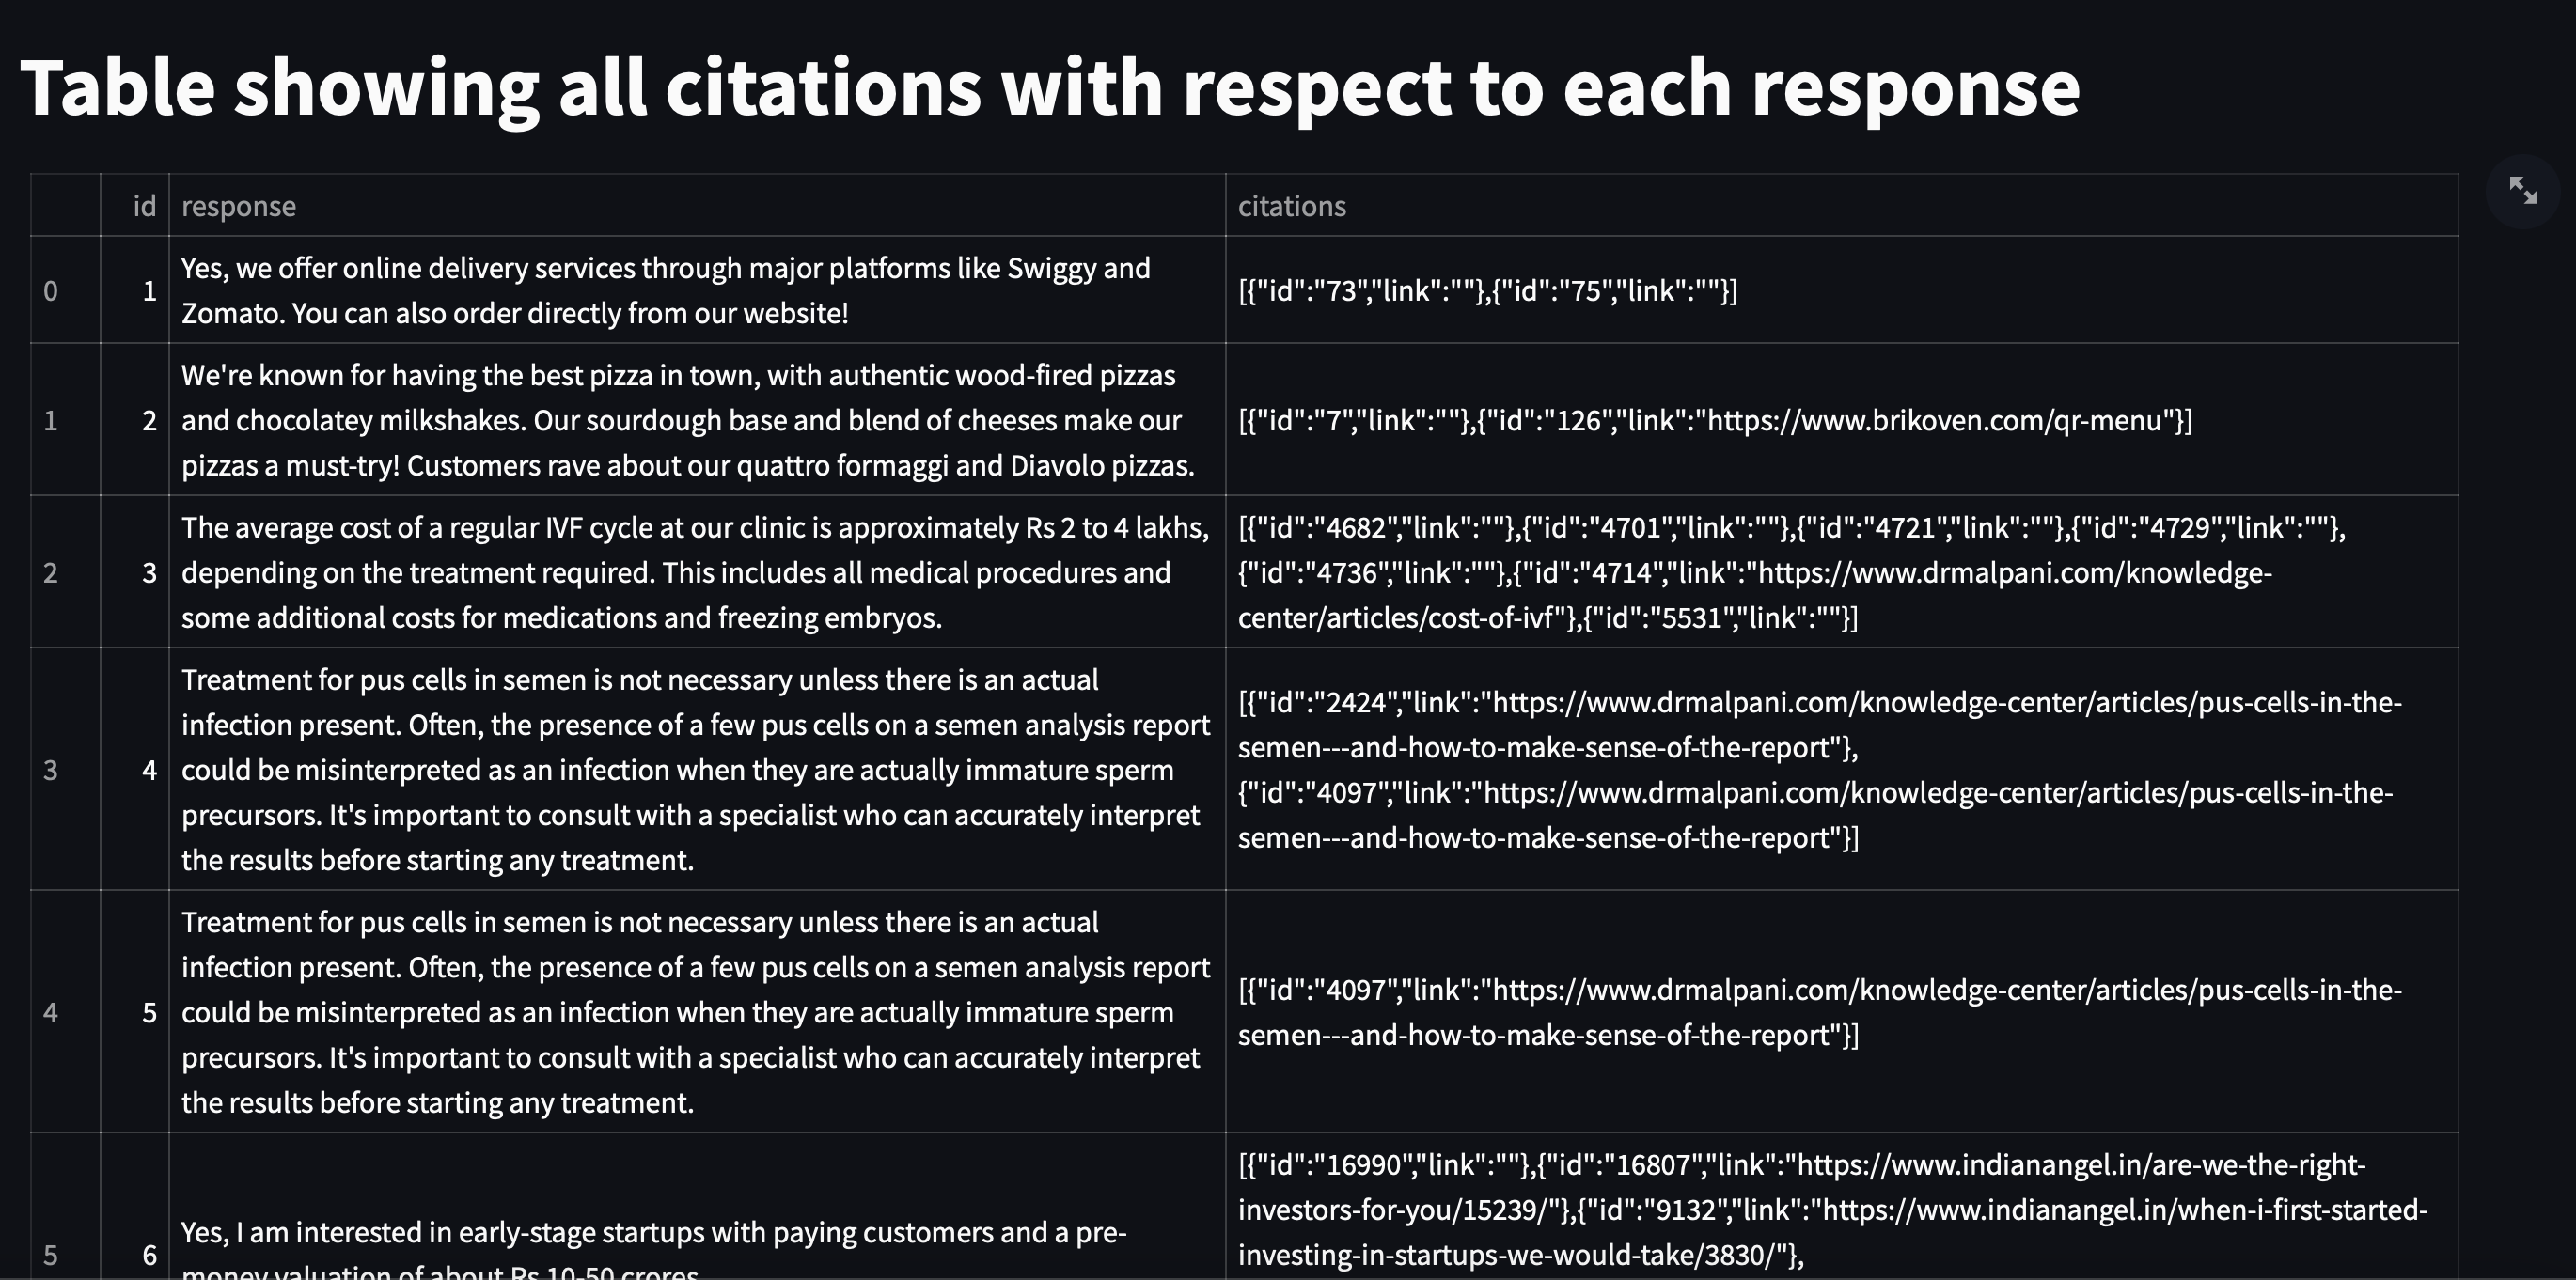 Table showing all citations with respect to each response
id response citations
0 1 Yes, we offer online delivery services through major platforms like Swiggy and
Zomato. You can also order directly from our website!
[{"id":"73","link":""},{"id":"75","link":""}]
1 2 We're known for having the best pizza in town, with authentic wood-fired pizzas
and chocolatey milkshakes. Our sourdough base and blend of cheeses make our
pizzas a must-try! Customers rave about our quattro formaggi and Diavolo pizzas.
[{"id":"7","link":""},{"id":"126","link":"https://www.brikoven.com/qr-menu"}]
2 3 The average cost of a regular IVF cycle at our clinic is approximately Rs 2 to 4 lakhs,
depending on the treatment required. This includes all medical procedures and
some additional costs for medications and freezing embryos.
[{"id":"4682","link":""},{"id":"4701","link":""},{"id":"4721","link":""},{"id":"4729","link":""},
{"id":"4736","link":""},{"id":"4714","link":"https://www.drmalpani.com/knowledge-
center/articles/cost-of-ivf"},{"id":"5531","link":""}]
3 4 Treatment for pus cells in semen is not necessary unless there is an actual
infection present. Often, the presence of a few pus cells on a semen analysis report
could be misinterpreted as an infection when they are actually immature sperm
precursors. It's important to consult with a specialist who can accurately interpret
the results before starting any treatment.
[{"id":"2424","link":"https://www.drmalpani.com/knowledge-center/articles/pus-cells-in-the-
semen---and-how-to-make-sense-of-the-report"},
{"id":"4097","link":"https://www.drmalpani.com/knowledge-center/articles/pus-cells-in-the-
semen---and-how-to-make-sense-of-the-report"}]
4 5 Treatment for pus cells in semen is not necessary unless there is an actual
infection present. Often, the presence of a few pus cells on a semen analysis report
could be misinterpreted as an infection when they are actually immature sperm
precursors. It's important to consult with a specialist who can accurately interpret
the results before starting any treatment.
[{"id":"4097","link":"https://www.drmalpani.com/knowledge-center/articles/pus-cells-in-the-
semen---and-how-to-make-sense-of-the-report"}]
5 6 Yes, I am interested in early-stage startups with paying customers and a pre-
money valuation of about Rs 10-50 crores
[{"id":"16990","link":""},{"id":"16807","link":"https://www.indianangel.in/are-we-the-right-
investors-for-you/15239/"},{"id":"9132","link":"https://www.indianangel.in/when-i-first-started-
investing-in-startups-we-would-take/3830/"},